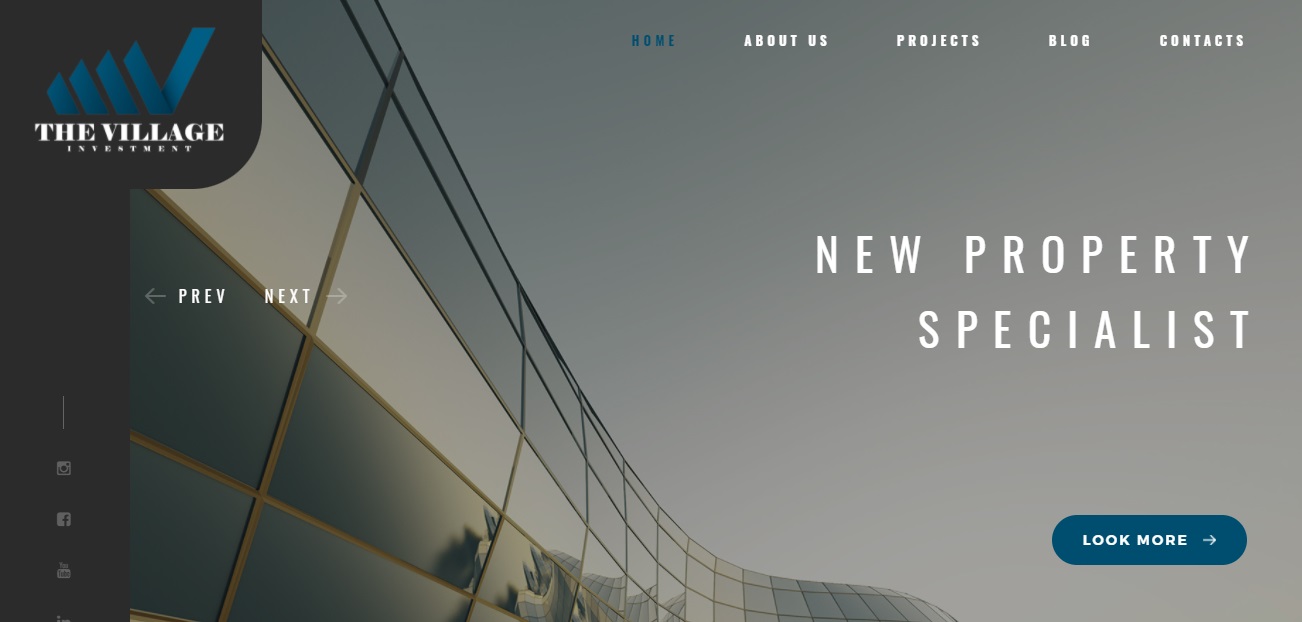 THE VILLAGE
INVESTMENT
HOME
ABOUT US
PROJECTS
BLOG
CONTACTS
NEW PROPERTY
SPECIALIST
PREV
NEXT
LOOK MORE